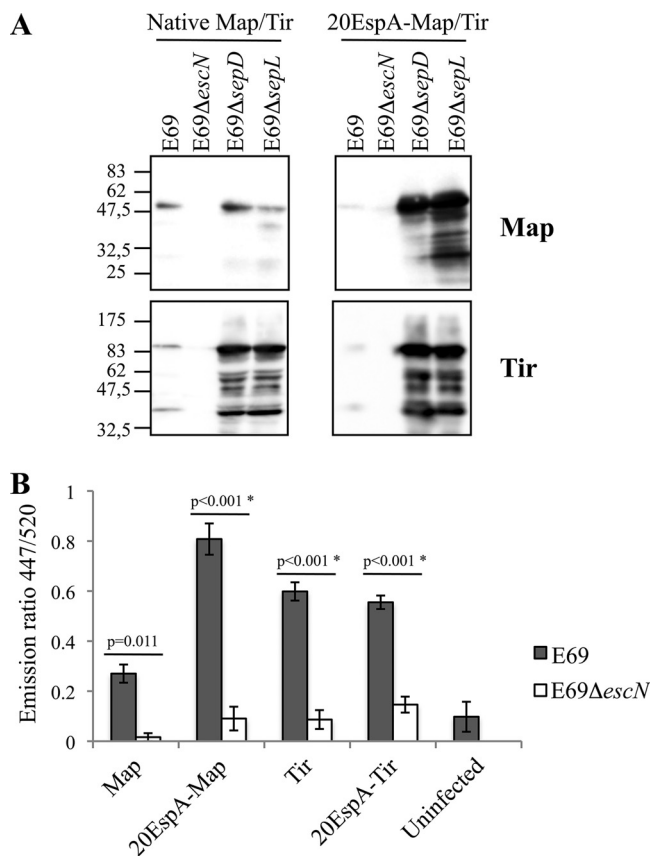 A
Native Map/Tir
20EspA-Map/Tir
E69
E69ΔescN
E69ΔsepD
E69ΔsepL
E69
E69ΔescN
E69ΔsepD
E69ΔsepL
83
62
47,5
32,5
25
Map
175
83
62
47,5
32,5
Tir
B
Emission ratio 447/520
1
0.8
0.6
0.4
0.2
0
p=0.011
p<0.001 *
p<0.001 *
p<0.001 *
E69
E69ΔescN
Map
20EspA-Map
Tir
20EspA-Tir
Uninfected